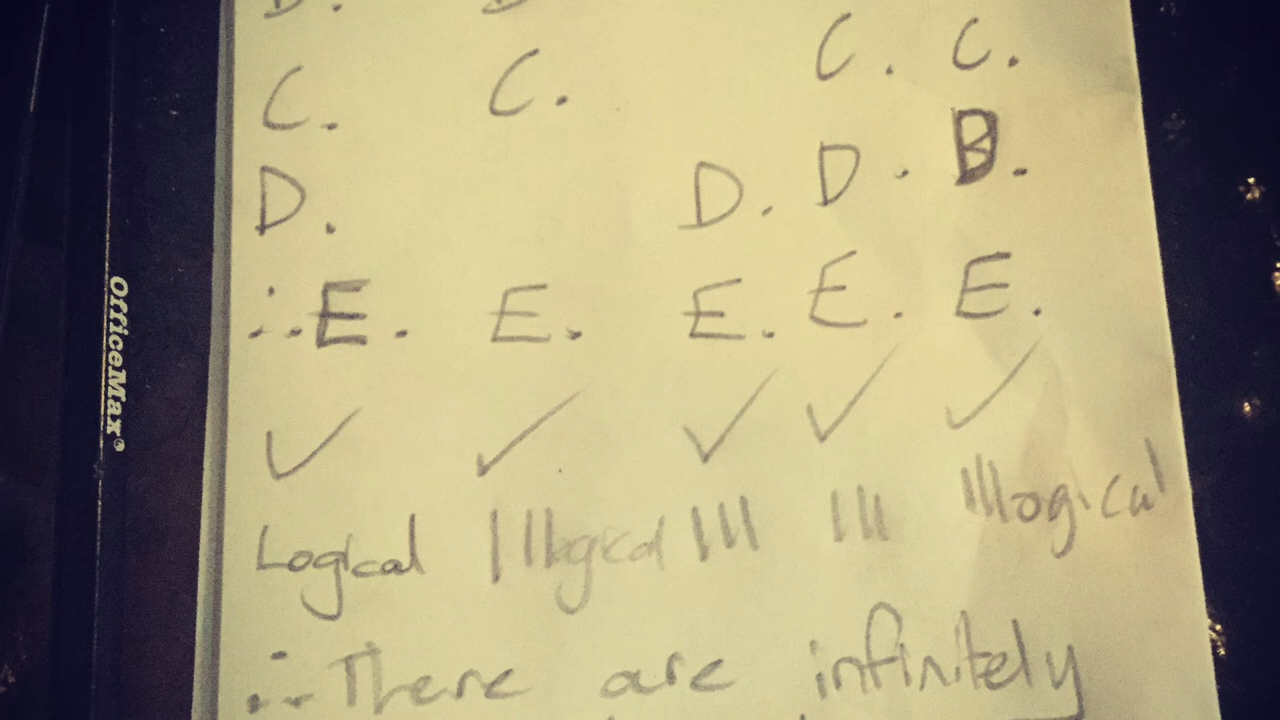 C. C. C. C.
D. D. D. B.
∴ E. E. E. E. E.
✓ ✓ ✓ ✓ ✓
Logical Illogical Ill Ill Illogical
∴ There are infinitely
OfficeMax®